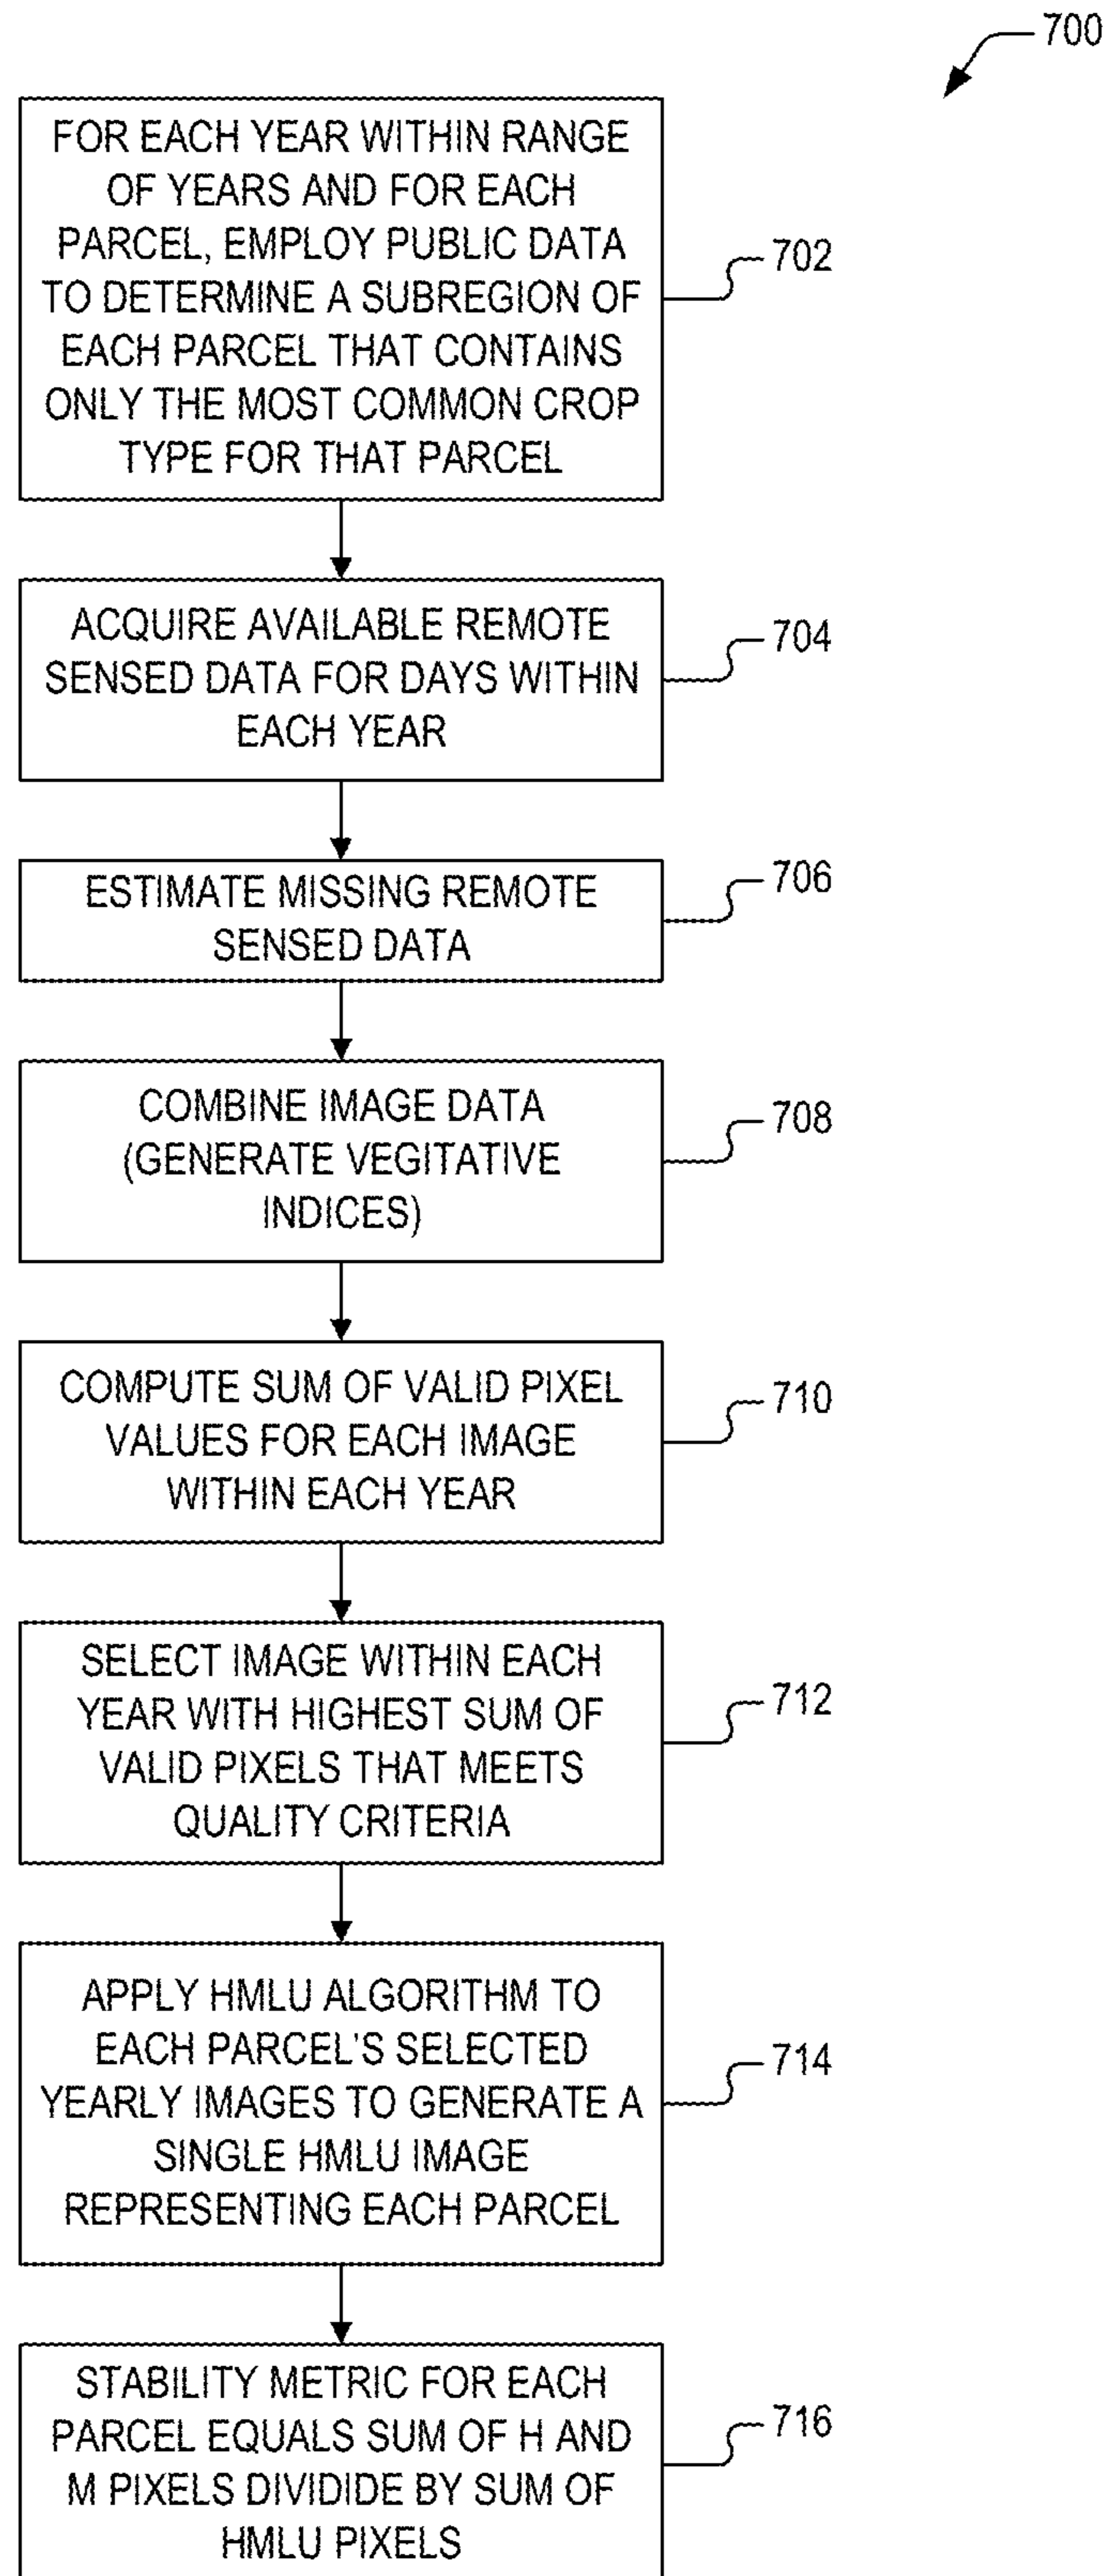 700
FOR EACH YEAR WITHIN RANGE
OF YEARS AND FOR EACH
PARCEL, EMPLOY PUBLIC DATA
TO DETERMINE A SUBREGION OF
EACH PARCEL THAT CONTAINS
ONLY THE MOST COMMON CROP
TYPE FOR THAT PARCEL
702
ACQUIRE AVAILABLE REMOTE
SENSED DATA FOR DAYS WITHIN
EACH YEAR
704
ESTIMATE MISSING REMOTE
SENSED DATA
706
COMBINE IMAGE DATA
(GENERATE VEGITATIVE
INDICES)
708
COMPUTE SUM OF VALID PIXEL
VALUES FOR EACH IMAGE
WITHIN EACH YEAR
710
SELECT IMAGE WITHIN EACH
YEAR WITH HIGHEST SUM OF
VALID PIXELS THAT MEETS
QUALITY CRITERIA
712
APPLY HMLU ALGORITHM TO
EACH PARCEL'S SELECTED
YEARLY IMAGES TO GENERATE A
SINGLE HMLU IMAGE
REPRESENTING EACH PARCEL
714
STABILITY METRIC FOR EACH
PARCEL EQUALS SUM OF H AND
M PIXELS DIVIDIDE BY SUM OF
HMLU PIXELS
716